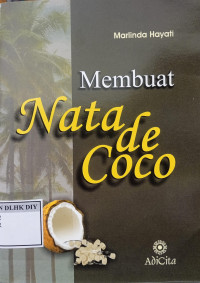 Marlinda Hayati
Membuat
Nata
de
Coco
N DLHK DIY
AdiCita